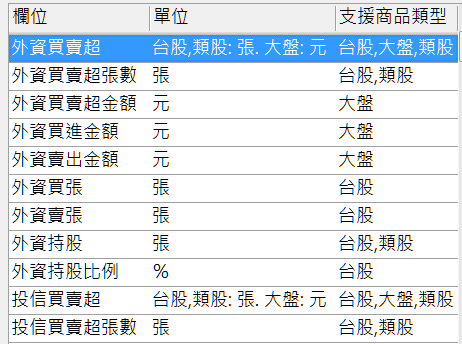 欄位 單位 支援商品類型
外資買賣超 台股,類股: 張. 大盤: 元 台股,大盤,類股
外資買賣超張數 張 台股,類股
外資買賣超金額 元 大盤
外資買進金額 元 大盤
外資賣出金額 元 大盤
外資買張 張 台股
外資賣張 張 台股
外資持股 張 台股,類股
外資持股比例 % 台股
投信買賣超 台股,類股: 張. 大盤: 元 台股,大盤,類股
投信買賣超張數 張 台股,類股